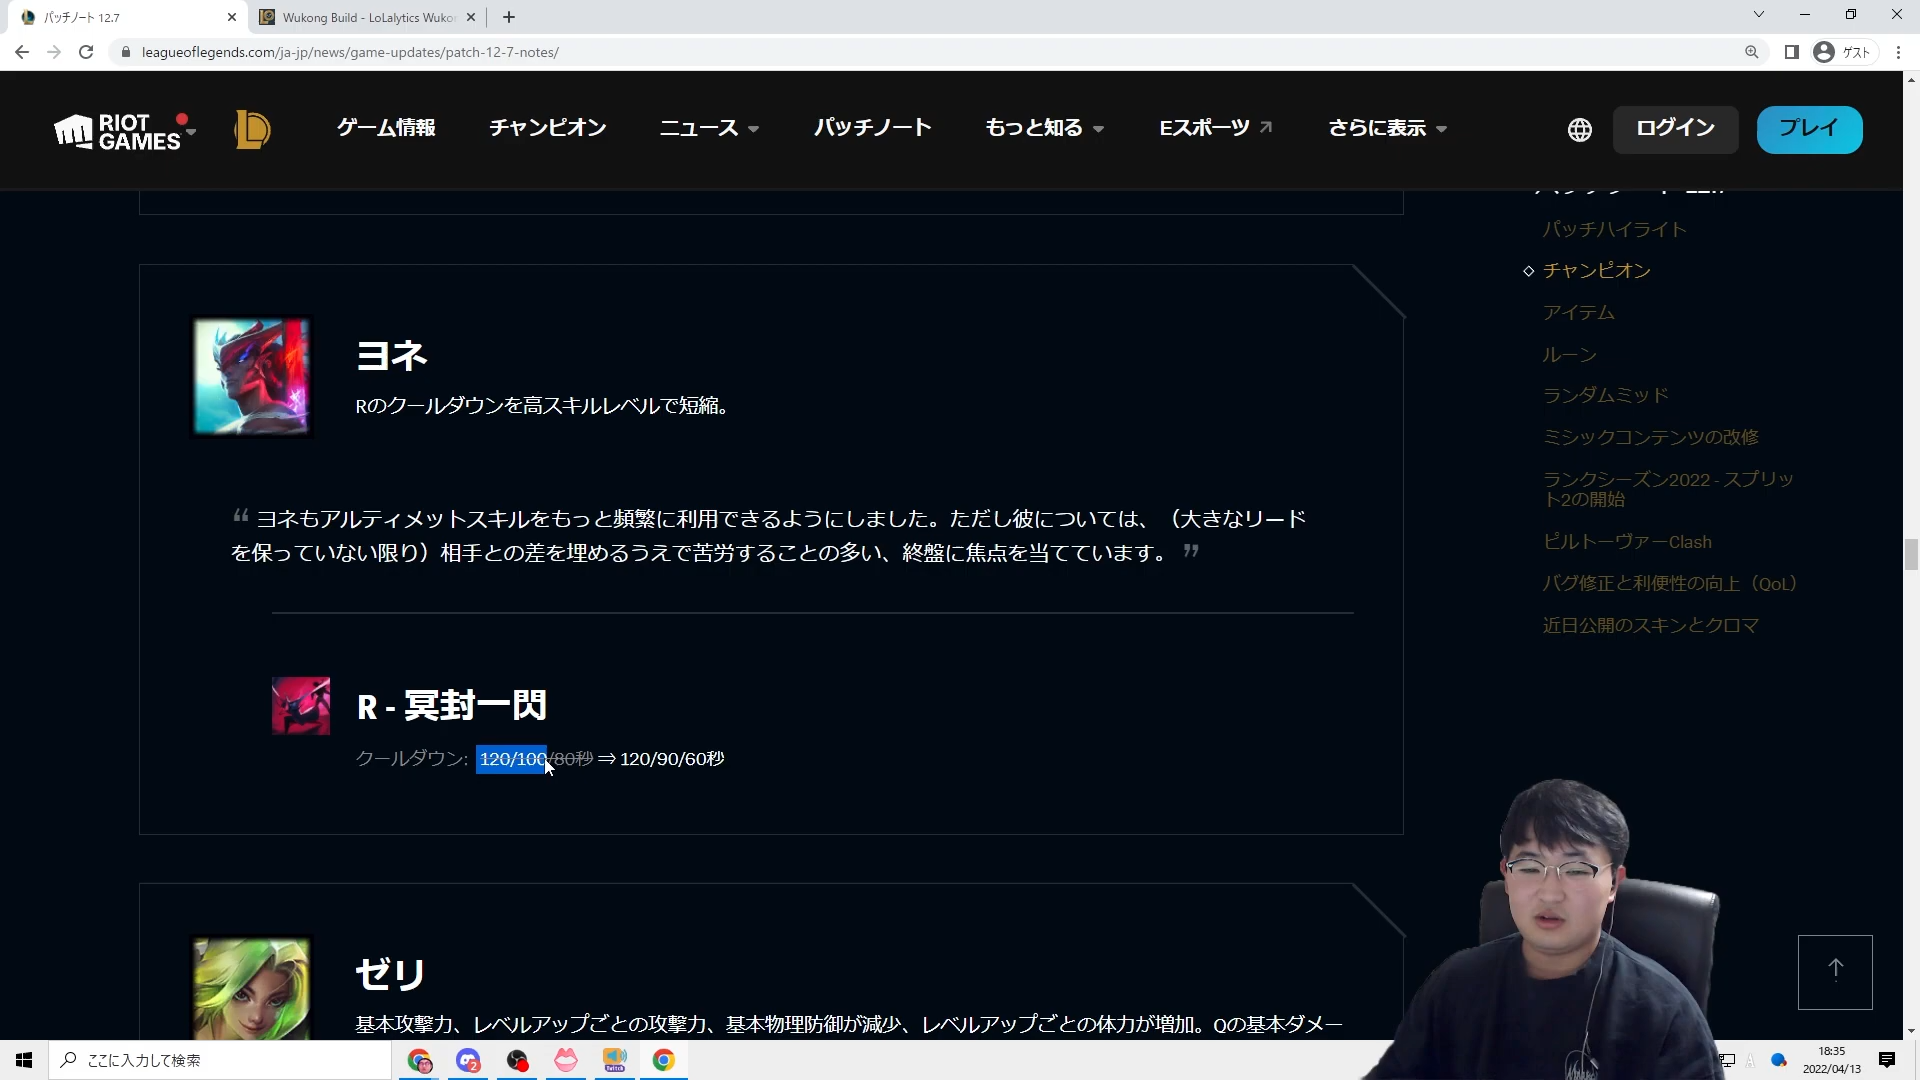 パッチノート 12.7
Wukong Build - LoLalytics Wuko
leagueoflegends.com/ja-jp/news/game-updates/patch-12-7-notes/
ゲスト
RIOT
GAMES
ゲーム情報
チャンピオン
ニュース
パッチノート
もっと知る
Eスポーツ
さらに表示
ログイン
プレイ
パッチハイライト
チャンピオン
アイテム
ルーン
ランダムミッド
ミシックコンテンツの改修
ランクシーズン2022 - スプリッ
ト2の開始
ピルトーヴァーClash
バグ修正と利便性の向上（QoL）
近日公開のスキンとクロマ
ヨネ
Rのクールダウンを高スキルレベルで短縮。
“ ヨネもアルティメットスキルをもっと頻繁に利用できるようにしました。ただし彼については、（大きなリード
を保っていない限り）相手との差を埋めるうえで苦労することの多い、終盤に焦点を当てています。 ”
R - 冥封一閃
クールダウン: 120/100/80秒 ⇒ 120/90/60秒
ゼリ
基本攻撃力、レベルアップごとの攻撃力、基本物理防御が減少、レベルアップごとの体力が増加。Qの基本ダメー
ここに入力して検索
2
Twitch
A
18:35
2022/04/13